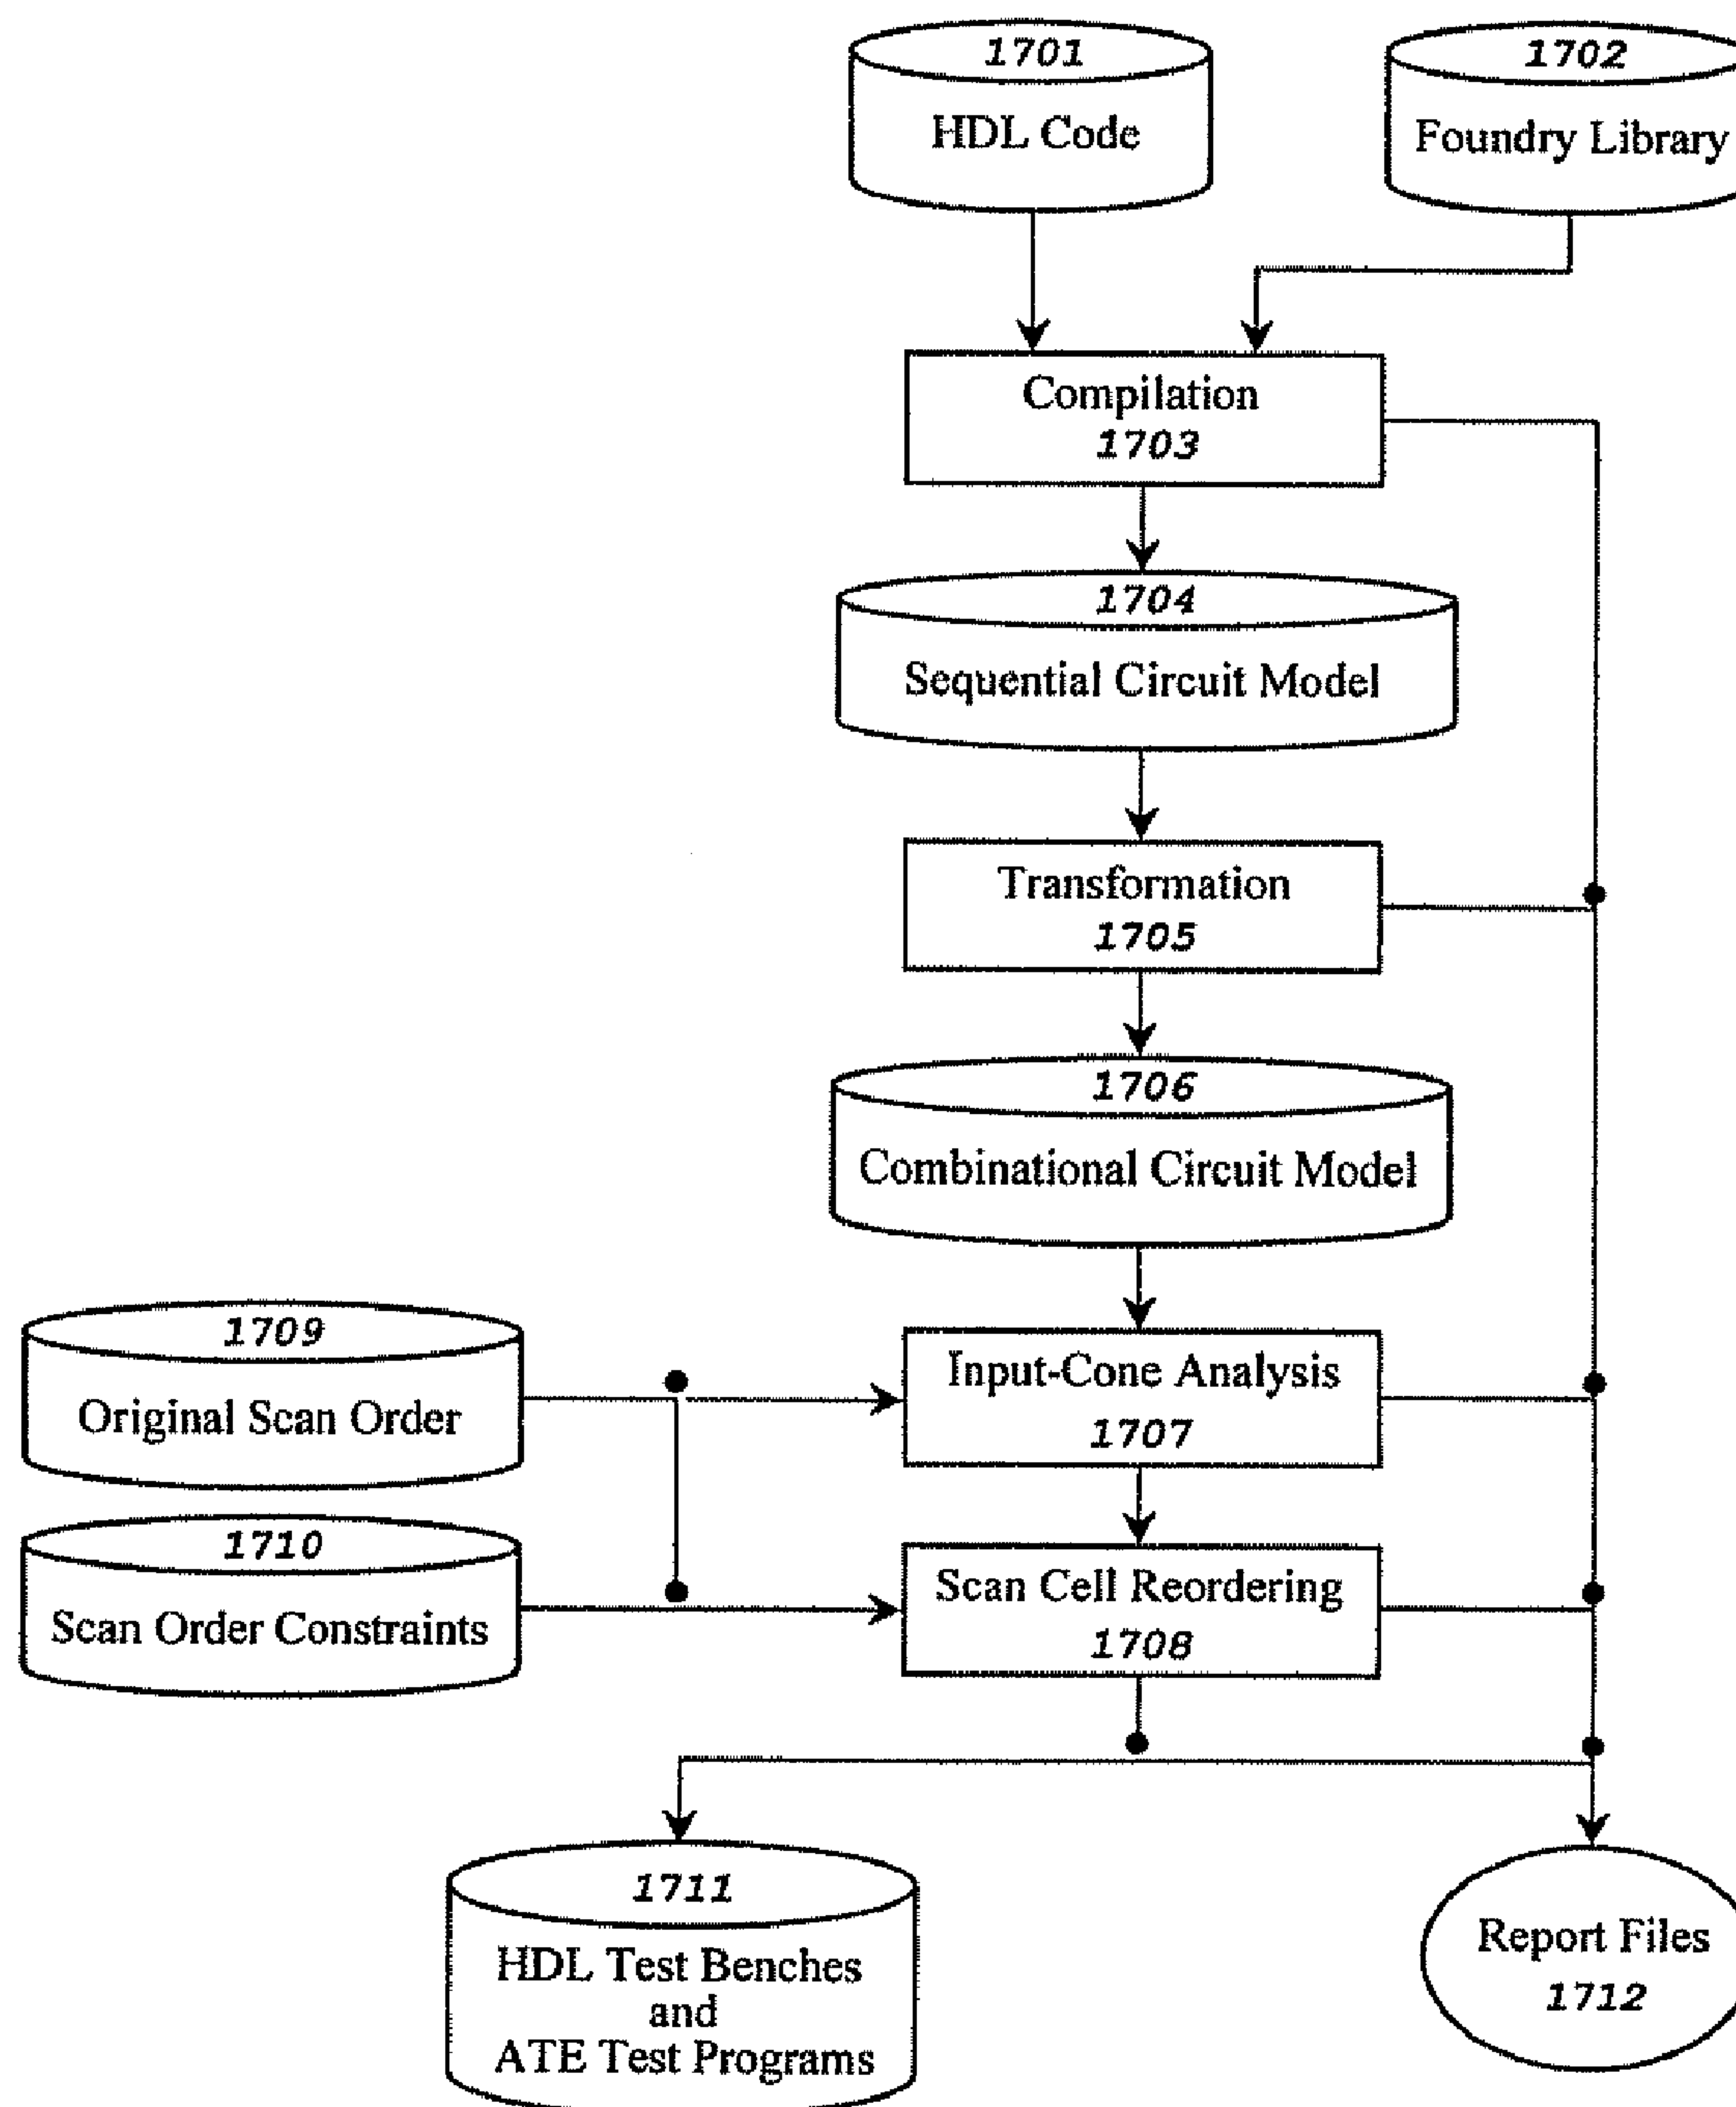 1701
HDL Code
1702
Foundry Library
Compilation
1703
1704
Sequential Circuit Model
Transformation
1705
1706
Combinational Circuit Model
1709
Original Scan Order
Input-Cone Analysis
1707
1710
Scan Order Constraints
Scan Cell Reordering
1708
1711
HDL Test Benches
and
ATE Test Programs
Report Files
1712